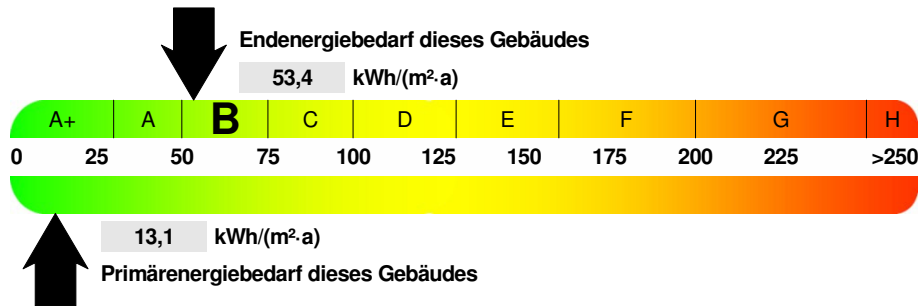 Endenergiebedarf dieses Gebäudes
53,4 kWh/(m²·a)
A+ A B C D E F G H
0 25 50 75 100 125 150 175 200 225 >250
13,1 kWh/(m²·a)
Primärenergiebedarf dieses Gebäudes